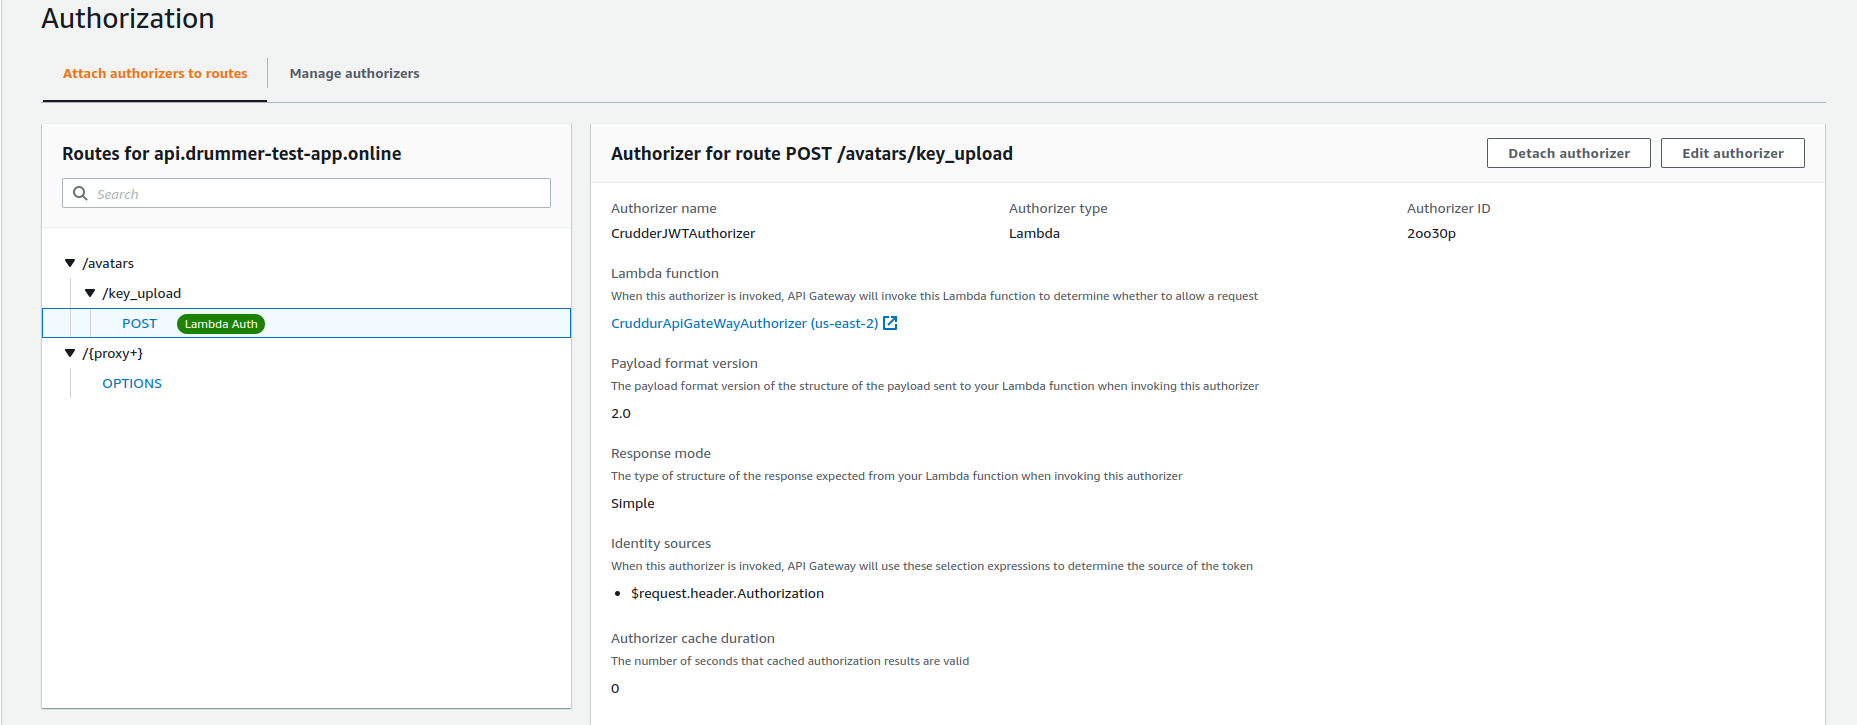 Authorization
Attach authorizers to routes
Manage authorizers
Routes for api.drummer-test-app.online
Search
/avatars
/key_upload
POST Lambda Auth
/{proxy+}
OPTIONS
Authorizer for route POST /avatars/key_upload
Detach authorizer
Edit authorizer
Authorizer name
CrudderJWTAuthorizer
Authorizer type
Lambda
Authorizer ID
2oo30p
Lambda function
When this authorizer is invoked, API Gateway will invoke this Lambda function to determine whether to allow a request
CruddurApiGateWayAuthorizer (us-east-2)
Payload format version
The payload format version of the structure of the payload sent to your Lambda function when invoking this authorizer
2.0
Response mode
The type of structure of the response expected from your Lambda function when invoking this authorizer
Simple
Identity sources
When this authorizer is invoked, API Gateway will use these selection expressions to determine the source of the token
• $request.header.Authorization
Authorizer cache duration
The number of seconds that cached authorization results are valid
0